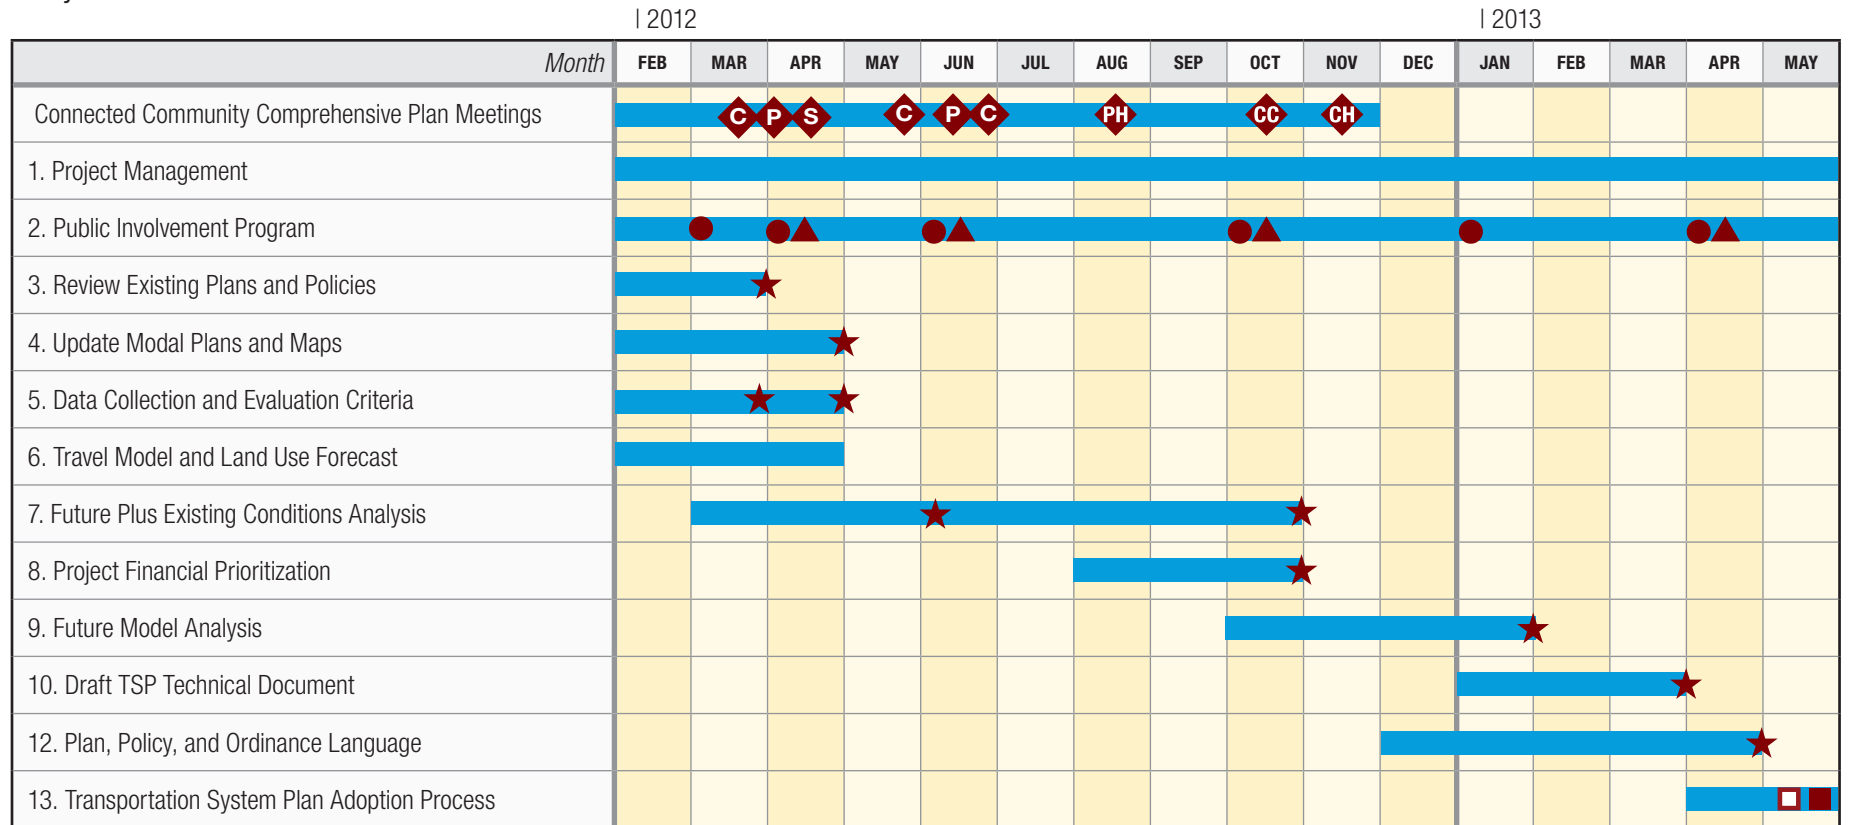 | 2012 | 2013
Month FEB MAR APR MAY JUN JUL AUG SEP OCT NOV DEC JAN FEB MAR APR MAY
Connected Community Comprehensive Plan Meetings C P S C P C PH CC CH
1. Project Management
2. Public Involvement Program
3. Review Existing Plans and Policies
4. Update Modal Plans and Maps
5. Data Collection and Evaluation Criteria
6. Travel Model and Land Use Forecast
7. Future Plus Existing Conditions Analysis
8. Project Financial Prioritization
9. Future Model Analysis
10. Draft TSP Technical Document
12. Plan, Policy, and Ordinance Language
13. Transportation System Plan Adoption Process